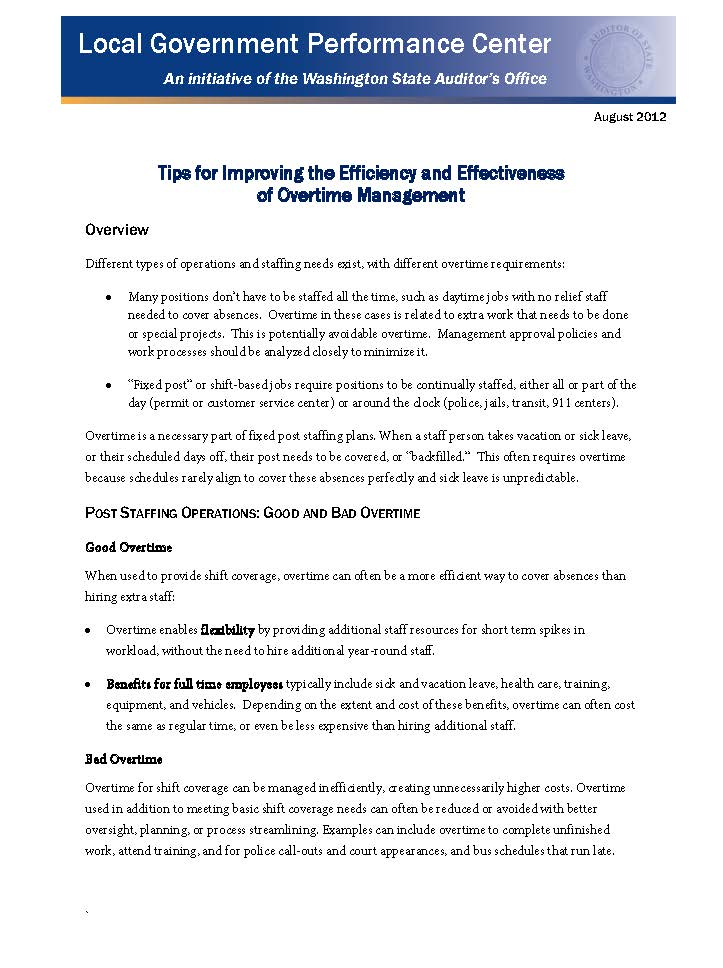 Local Government Performance Center
An initiative of the Washington State Auditor's Office
AUDITOR OF STATE
WASHINGTON
August 2012
Tips for Improving the Efficiency and Effectiveness
of Overtime Management
Overview
Different types of operations and staffing needs exist, with different overtime requirements:
• Many positions don't have to be staffed all the time, such as daytime jobs with no relief staff
needed to cover absences.  Overtime in these cases is related to extra work that needs to be done
or special projects.  This is potentially avoidable overtime.  Management approval policies and
work processes should be analyzed closely to minimize it.
• "Fixed post" or shift-based jobs require positions to be continually staffed, either all or part of the
day (permit or customer service center) or around the clock (police, jails, transit, 911 centers).
Overtime is a necessary part of fixed post staffing plans. When a staff person takes vacation or sick leave,
or their scheduled days off, their post needs to be covered, or "backfilled."  This often requires overtime
because schedules rarely align to cover these absences perfectly and sick leave is unpredictable.
POST STAFFING OPERATIONS: GOOD AND BAD OVERTIME
Good Overtime
When used to provide shift coverage, overtime can often be a more efficient way to cover absences than
hiring extra staff:
• Overtime enables flexibility by providing additional staff resources for short term spikes in
workload, without the need to hire additional year-round staff.
• Benefits for full time employees typically include sick and vacation leave, health care, training,
equipment, and vehicles.  Depending on the extent and cost of these benefits, overtime can often cost
the same as regular time, or even be less expensive than hiring additional staff.
Bad Overtime
Overtime for shift coverage can be managed inefficiently, creating unnecessarily higher costs. Overtime
used in addition to meeting basic shift coverage needs can often be reduced or avoided with better
oversight, planning, or process streamlining. Examples can include overtime to complete unfinished
work, attend training, and for police call-outs and court appearances, and bus schedules that run late.
`